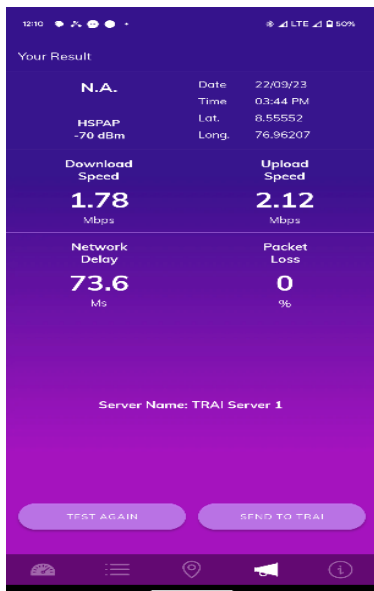 12:10 LTE 50%
Your Result
N.A.
HSPAP
-70 dBm
Date 22/09/23
Time 03:44 PM
Lat. 8.55552
Long. 76.96207
Download
Speed
1.78
Mbps
Upload
Speed
2.12
Mbps
Network
Delay
73.6
Ms
Packet
Loss
0
%
Server Name: TRAI Server 1
TEST AGAIN
SEND TO TRAI